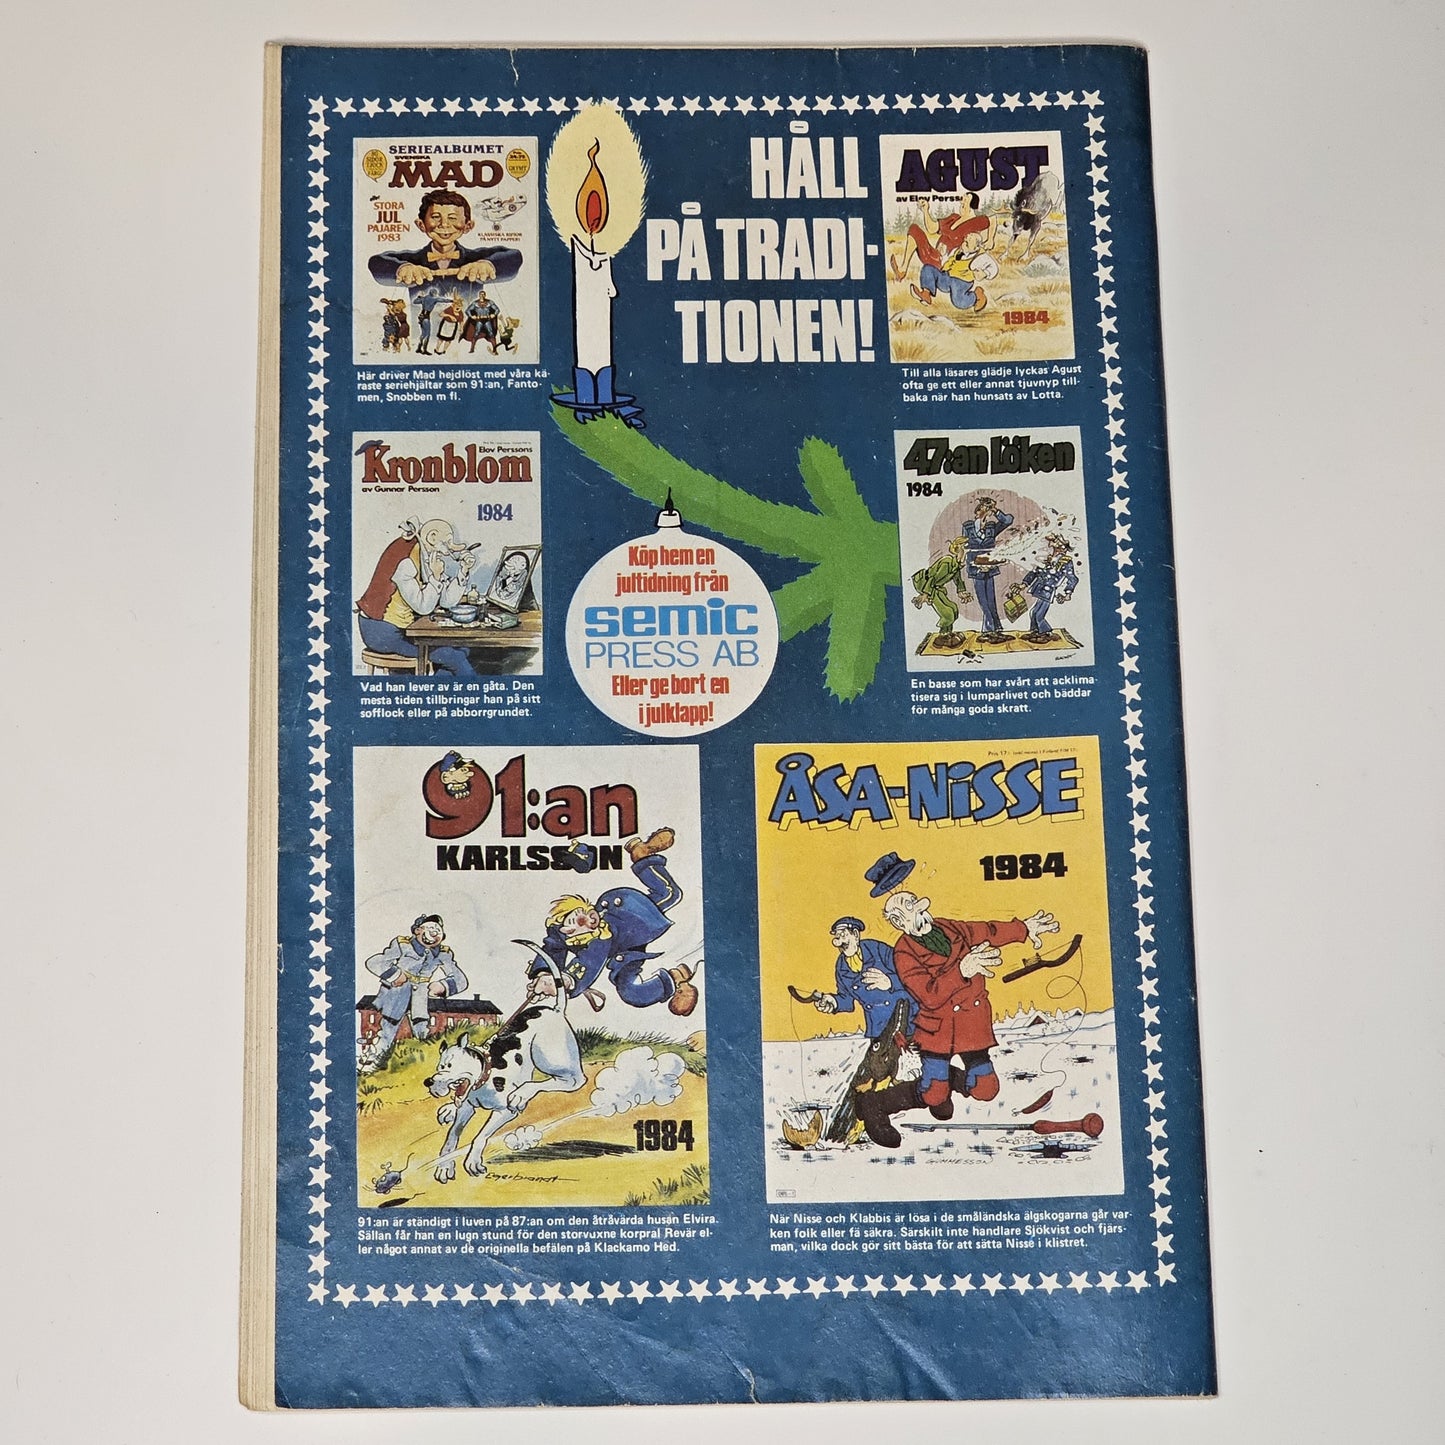 HÅLL
PÅ TRADI-
TIONEN!
SERIEALBUMET
SVENSKA
MAD
STORA
JUL
PAJAREN
1983
Här driver Mad hejdlöst med våra kä-
raste seriehjältar som 91:an, Fanto-
men, Snobben m fl.
AGUST
av Elov Perss
1984
Till alla läsares glädje lyckas Agust
ofta ge ett eller annat tjuvnyp till-
baka när han hunsats av Lotta.
Elov Perssons
Kronblom
av Gunnar Persson
1984
Vad han lever av är en gåta. Den
mesta tiden tillbringar han på sitt
sofflock eller på abborrgrundet.
Köp hem en
jultidning från
semic
PRESS AB
Eller ge bort en
i julklapp!
47:an Löken
1984
En basse som har svårt att acklima-
tisera sig i lumparlivet och bäddar
för många goda skratt.
91:an
KARLSSON
1984
91:an är ständigt i luven på 87:an om den åtråvärda husan Elvira.
Sällan får han en lugn stund för den storvuxne korpral Revär el-
ler något annat av de originella befälen på Klackamo Hed.
ÅSA-NISSE
1984
GUNNESSON
När Nisse och Klabbis är lösa i de småländska älgskogarna går var-
ken folk eller fä säkra. Särskilt inte handlare Sjökvist och fjärs-
man, vilka dock gör sitt bästa för att sätta Nisse i klistret.